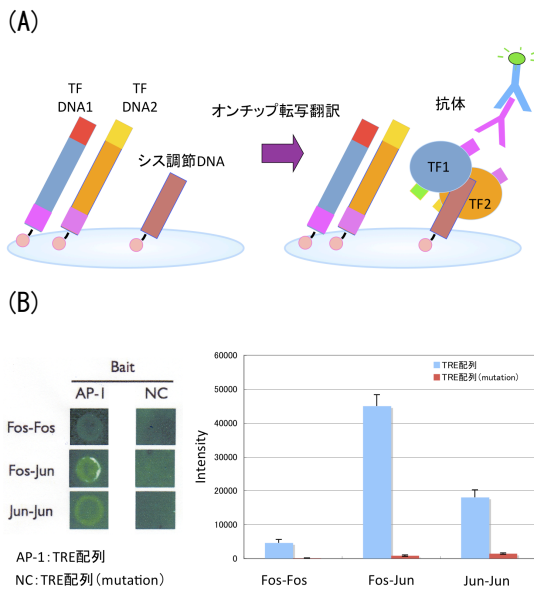 (A)
TF
DNA1
TF
DNA2
シス調節DNA
オンチップ転写翻訳
抗体
TF1
TF2
(B)
Bait
AP-1
NC
Fos-Fos
Fos-Jun
Jun-Jun
AP-1：TRE配列
NC：TRE配列(mutation)
Intensity
60000
50000
40000
30000
20000
10000
0
TRE配列
TRE配列(mutation)
Fos-Fos
Fos-Jun
Jun-Jun